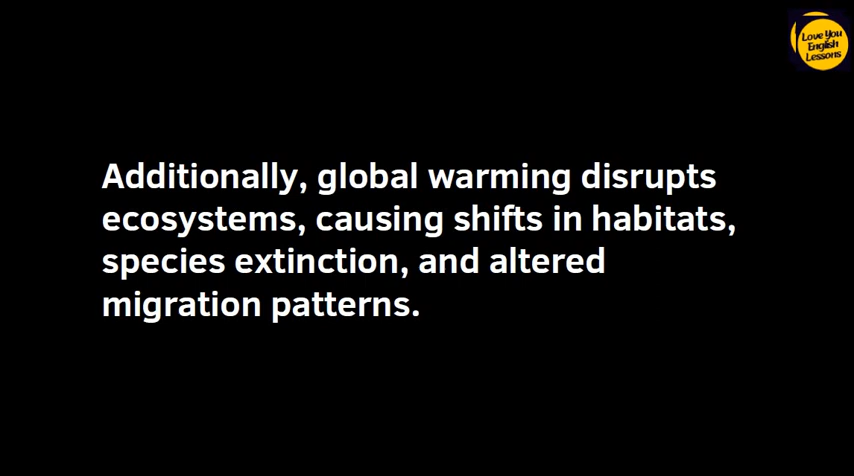 Love You
English
Lessons
Additionally, global warming disrupts
ecosystems, causing shifts in habitats,
species extinction, and altered
migration patterns.